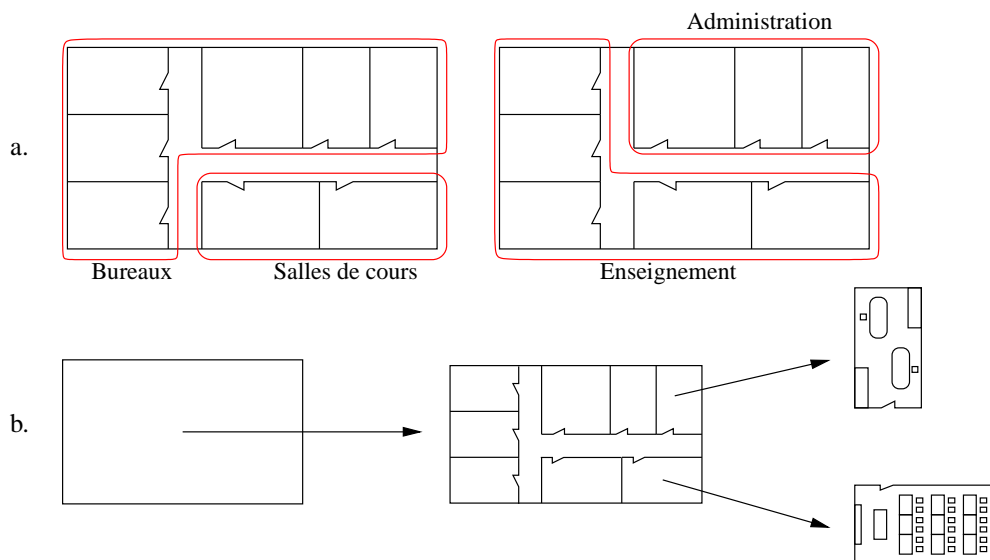 Administration
a.
Bureaux
Salles de cours
Enseignement
b.